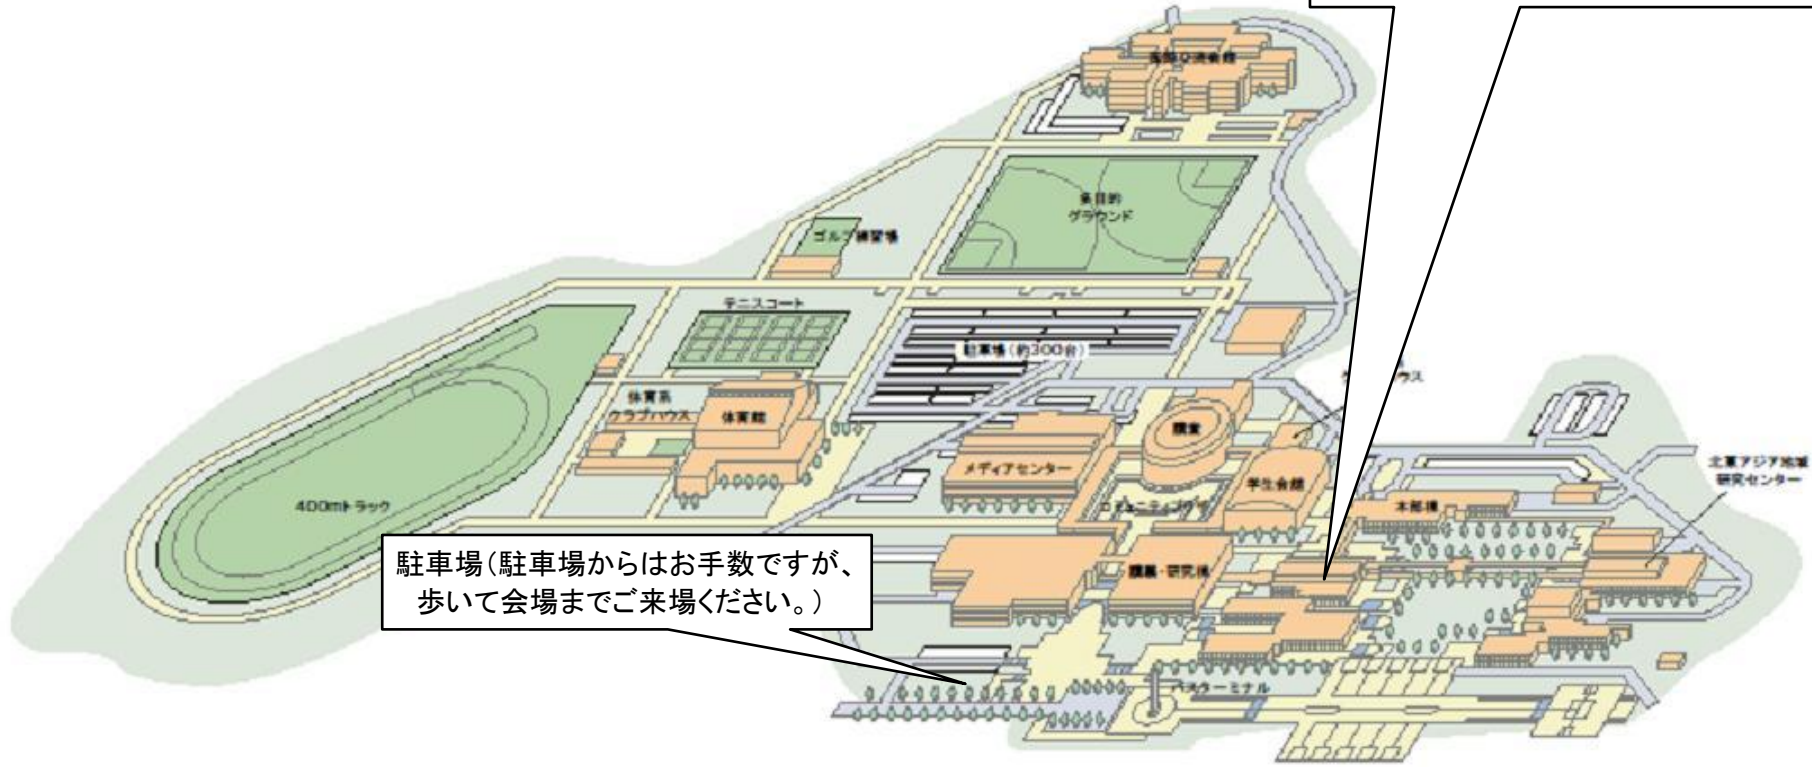 国際交流会館
多目的
グラウンド
ゴルフ練習場
テニスコート
駐車場(約300台)
体育系
クラブハウス
体育館
講堂
メディアセンター
学生会館
400mトラック
本部棟
北東アジア地域
研究センター
駐車場(駐車場からはお手数ですが、
歩いて会場までご来場ください。)
講義・研究棟
バスターミナル